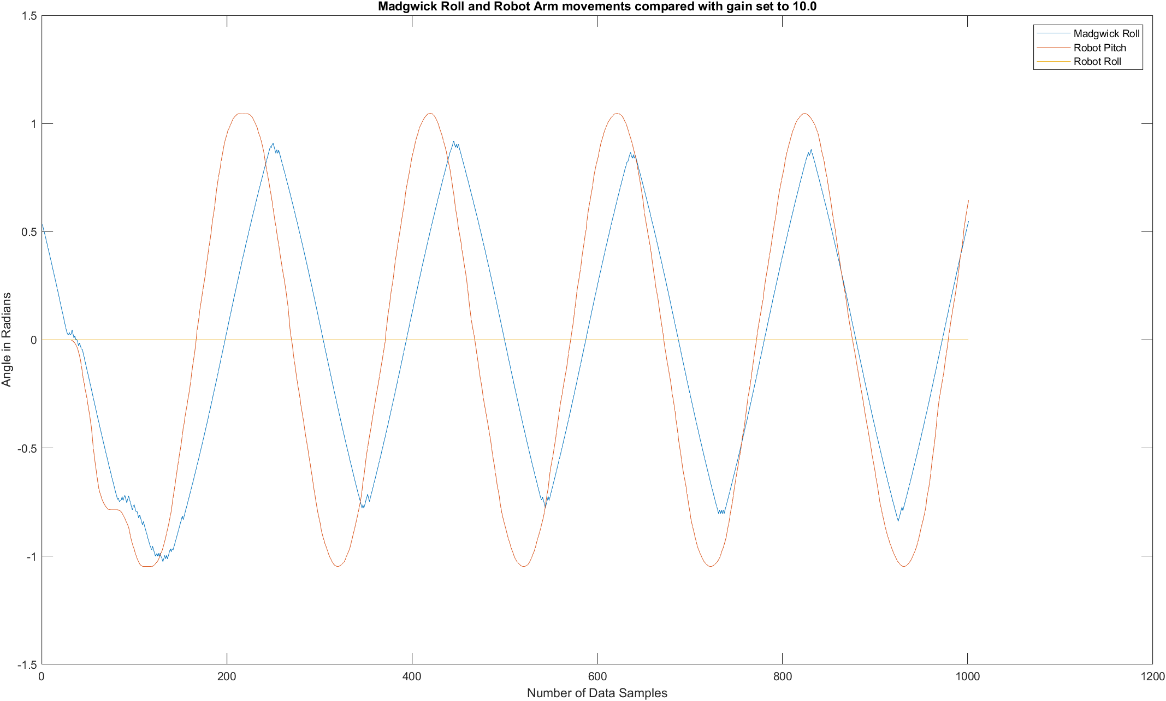 Madgwick Roll and Robot Arm movements compared with gain set to 10.0
Madgwick Roll
Robot Pitch
Robot Roll
1.5
1
0.5
0
-0.5
-1
-1.5
Angle in Radians
0
200
400
600
800
1000
1200
Number of Data Samples